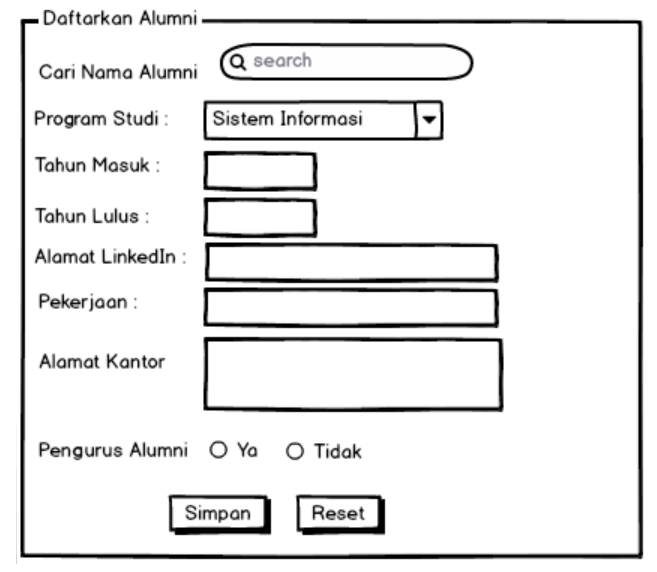 Daftarkan Alumni
Cari Nama Alumni search
Program Studi : Sistem Informasi
Tahun Masuk :
Tahun Lulus :
Alamat LinkedIn :
Pekerjaan :
Alamat Kantor
Pengurus Alumni Ya Tidak
Simpan Reset